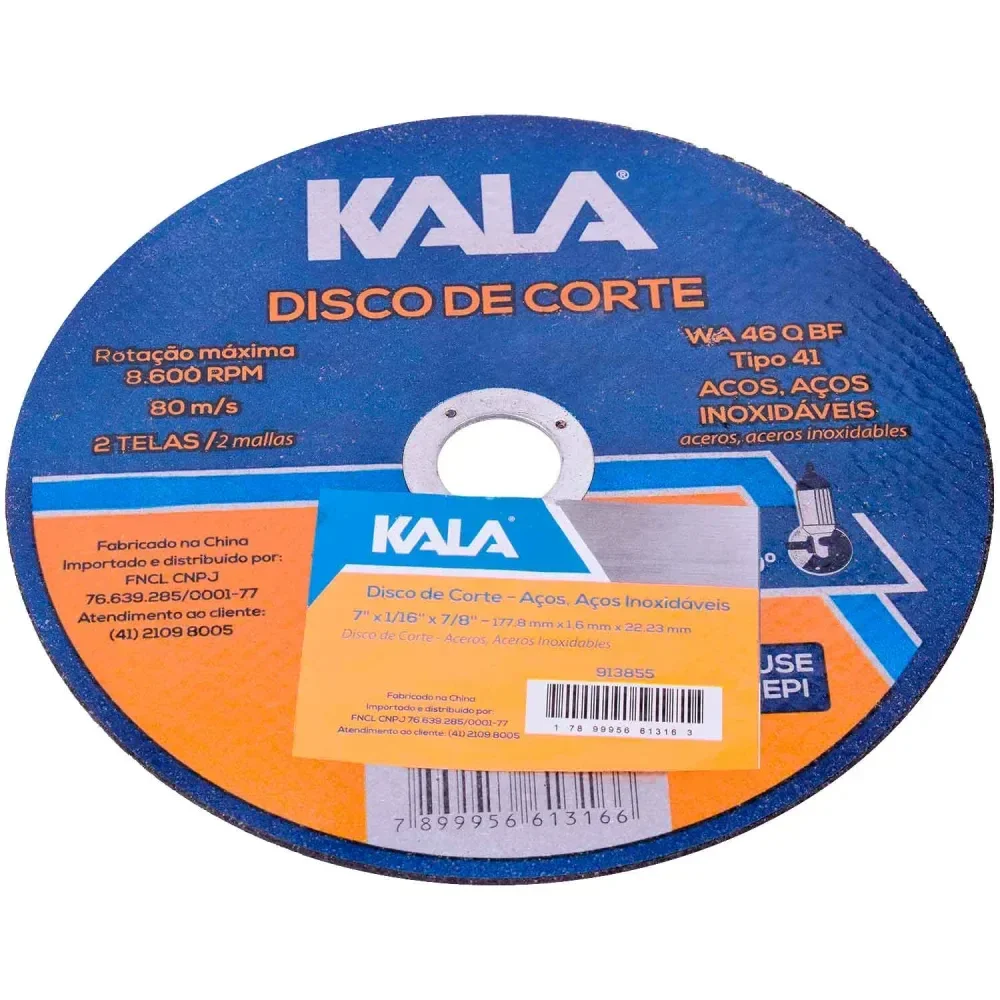 KALA®
DISCO DE CORTE
Rotação máxima
8.600 RPM
80 m/s
2 TELAS / 2 mallas
WA 46 Q BF
Tipo 41
ACOS, AÇOS
INOXIDÁVEIS
aceros, aceros inoxidables
Fabricado na China
Importado e distribuido por:
FNCL CNPJ
76.639.285/0001-77
Atendimento ao cliente:
(41) 2109 8005
USE
EPI
KALA®
Disco de Corte - Aços, Aços Inoxidáveis
7" x 1/16" x 7/8" - 177,8 mm x 1,6 mm x 22,23 mm
Disco de Corte - Aceros, Aceros Inoxidables
913855
Fabricado na China
Importado e distribuido por:
FNCL CNPJ 76.639.285/0001-77
Atendimento ao cliente: (41) 2109 8005
1 78 99956 61316 3
7 899956 613166